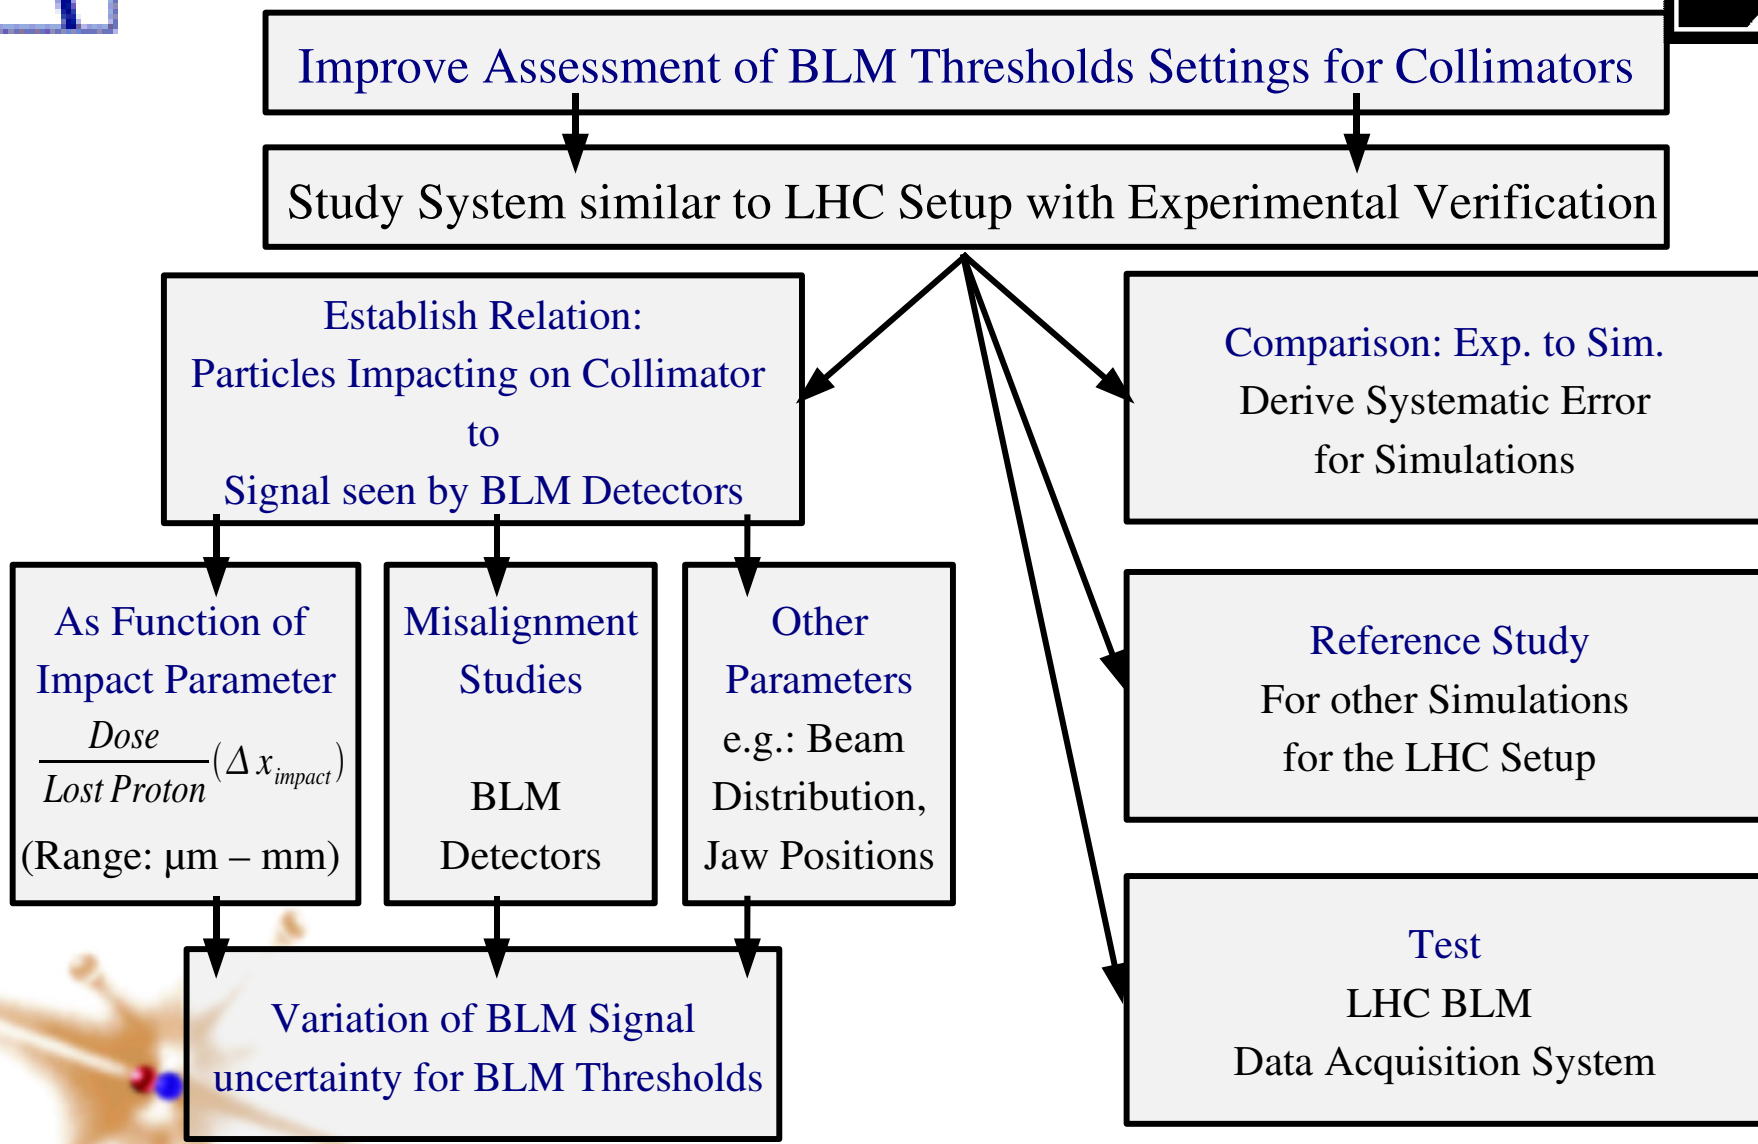 Improve Assessment of BLM Thresholds Settings for Collimators
Study System similar to LHC Setup with Experimental Verification
Establish Relation:
Particles Impacting on Collimator
to
Signal seen by BLM Detectors
Comparison: Exp. to Sim.
Derive Systematic Error
for Simulations
As Function of
Impact Parameter
Dose
Lost Proton
(Δ x_impact)
(Range: µm – mm)
Misalignment
Studies
BLM
Detectors
Other
Parameters
e.g.: Beam
Distribution,
Jaw Positions
Reference Study
For other Simulations
for the LHC Setup
Variation of BLM Signal
uncertainty for BLM Thresholds
Test
LHC BLM
Data Acquisition System